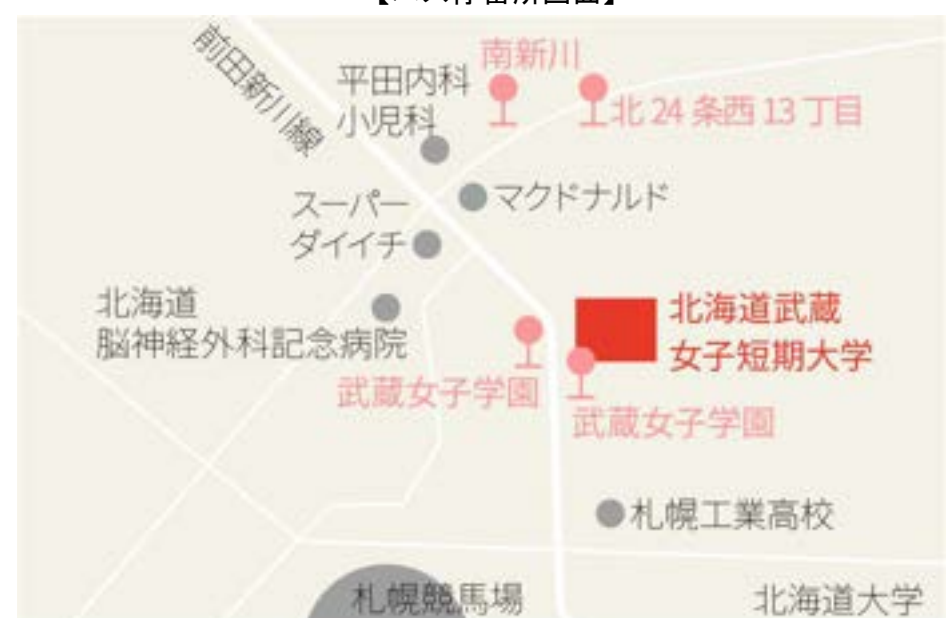 前田新川線
平田内科
小児科
南新川
北24条西13丁目
マクドナルド
スーパー
ダイイチ
北海道
脳神経外科記念病院
北海道武蔵
女子短期大学
武蔵女子学園
武蔵女子学園
札幌工業高校
札幌競馬場
北海道大学